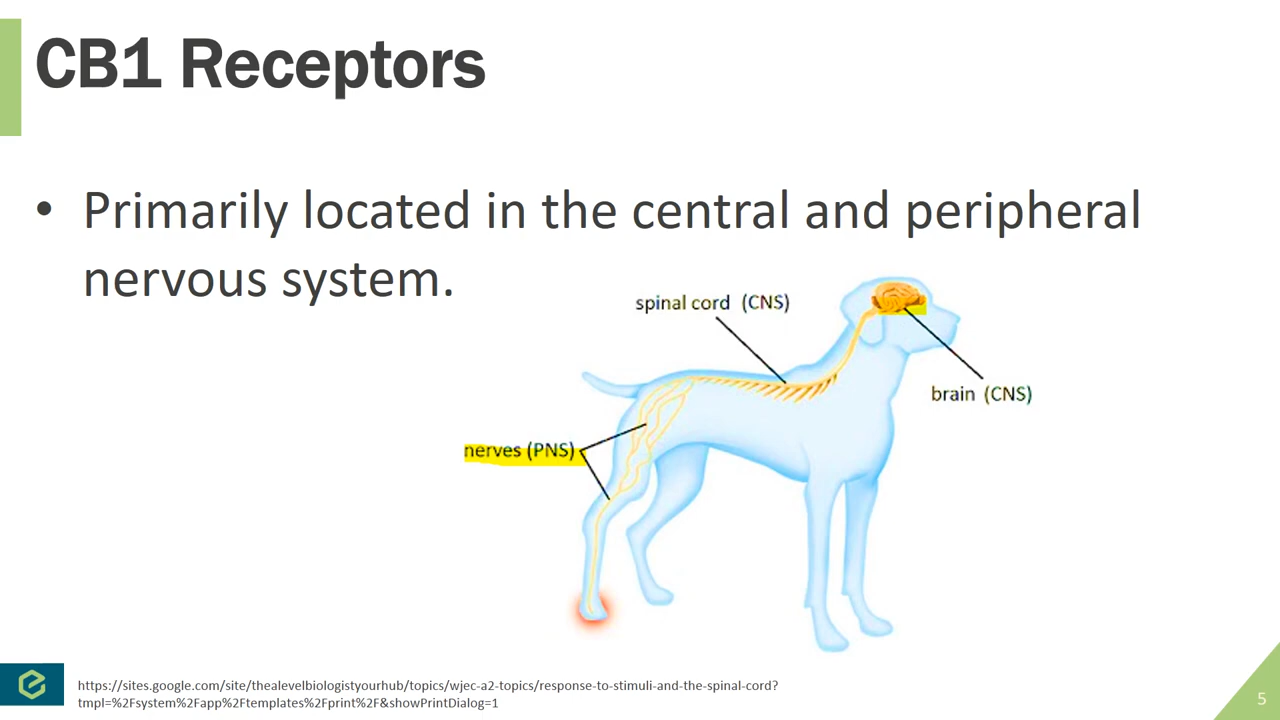 CB1 Receptors
• Primarily located in the central and peripheral
nervous system.
spinal cord (CNS)
brain (CNS)
nerves (PNS)
https://sites.google.com/site/thealevelbiologistyourhub/topics/wjec-a2-topics/response-to-stimuli-and-the-spinal-cord?
tmpl=%2Fsystem%2Fapp%2Ftemplates%2Fprint%2F&showPrintDialog=1
5